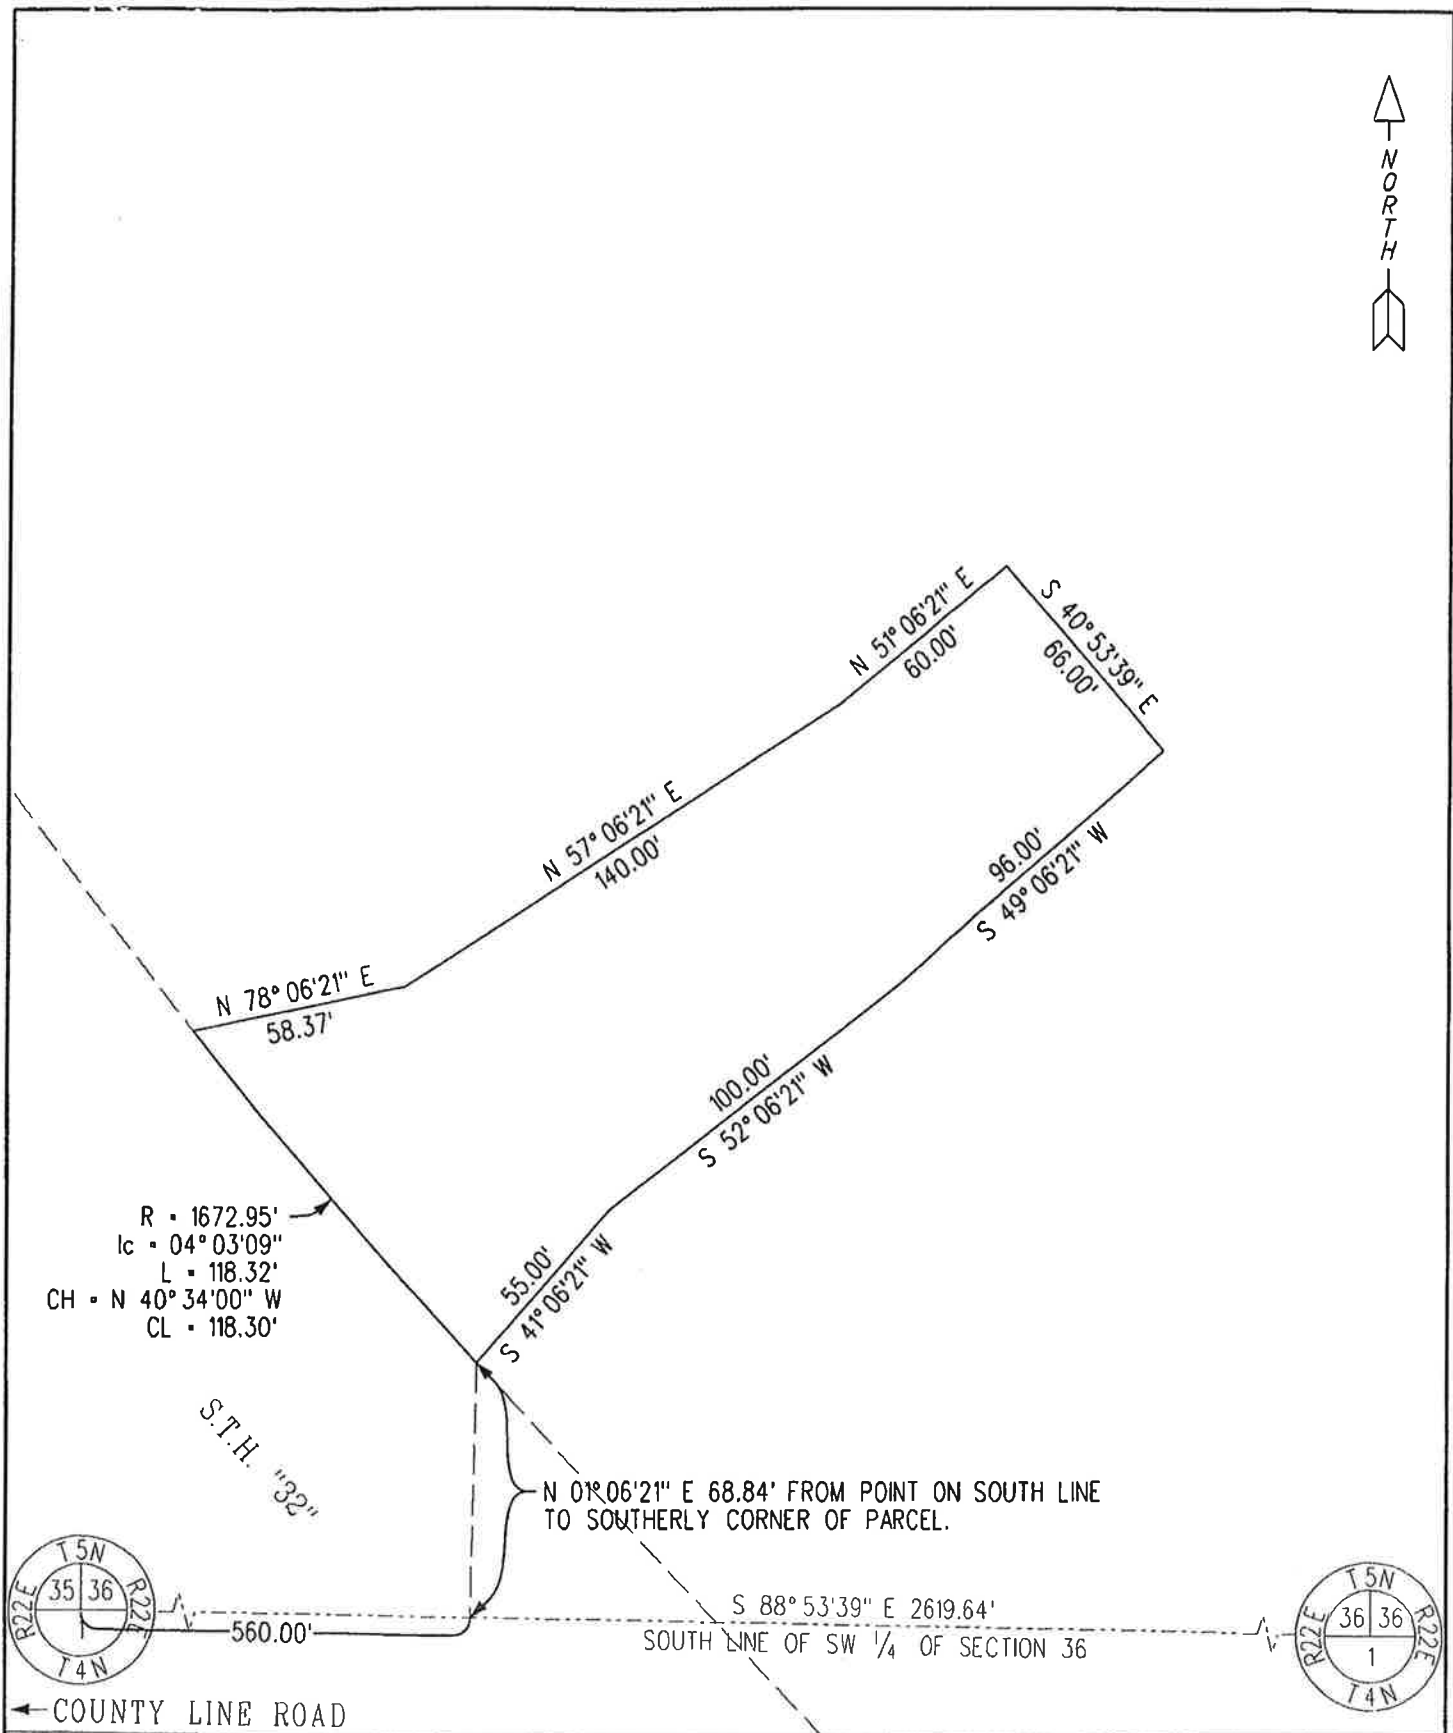 NORTH
N 51° 06'21" E
60.00'
S 40° 53'39" E
66.00'
N 57° 06'21" E
140.00'
96.00'
S 49° 06'21" W
N 78° 06'21" E
58.37'
100.00'
S 52° 06'21" W
R = 1672.95'
Ic = 04° 03'09"
L = 118.32'
CH = N 40° 34'00" W
CL = 118.30'
55.00'
S 41° 06'21" W
S.T.H. "32"
N 01° 06'21" E 68.84' FROM POINT ON SOUTH LINE
TO SOUTHERLY CORNER OF PARCEL.
T5N
R22E
35 36
R22E
1
T4N
560.00'
S 88° 53'39" E 2619.64'
SOUTH LINE OF SW 1/4 OF SECTION 36
T5N
R22E
36 36
R22E
1
T4N
COUNTY LINE ROAD